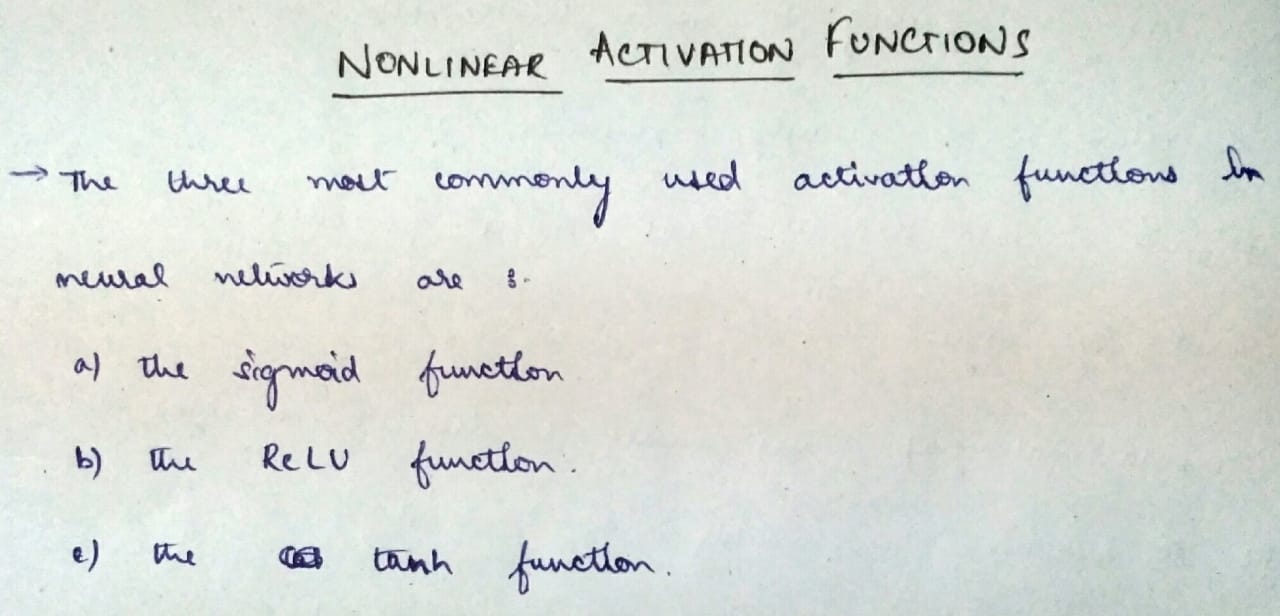 NONLINEAR ACTIVATION FUNCTIONS
→ The three most commonly used activation functions in
neural networks are :-
a) the sigmoid function
b) the ReLU function.
c) the tanh function.